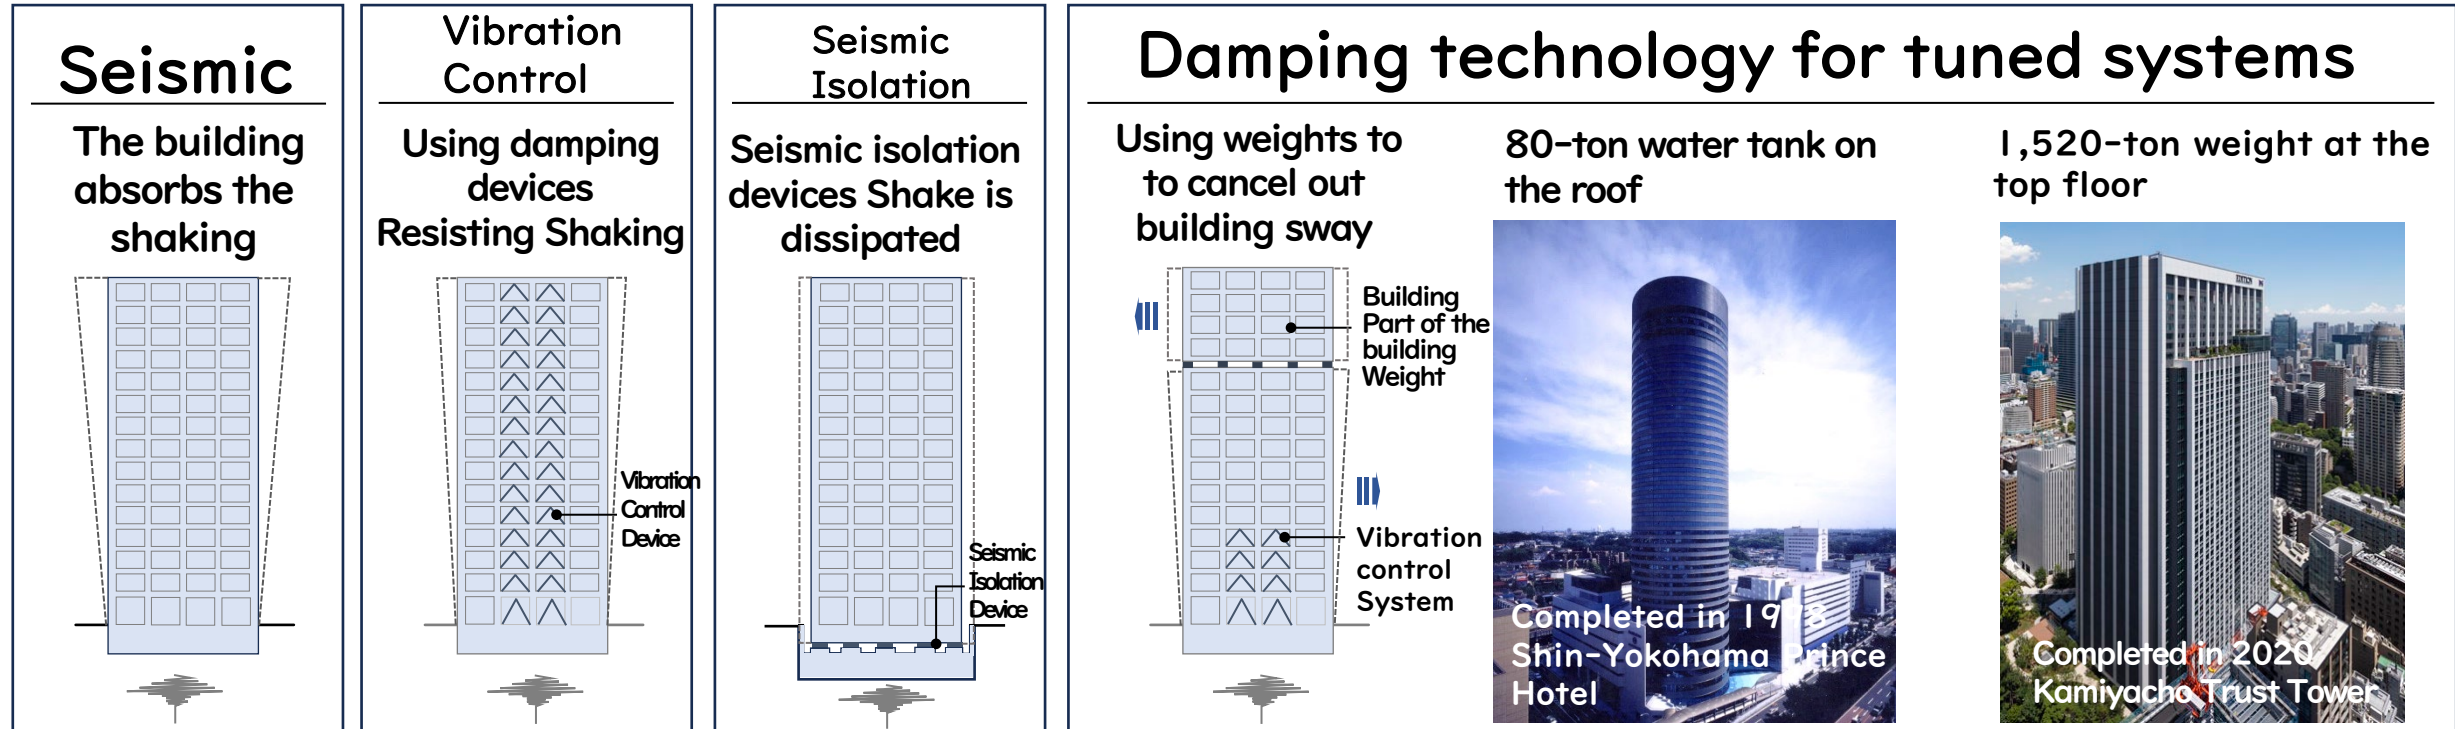 Seismic
The building
absorbs the
shaking
Vibration
Control
Using damping
devices
Resisting Shaking
Vibration
Control
Device
Seismic
Isolation
Seismic isolation
devices Shake is
dissipated
Seismic
Isolation
Device
Damping technology for tuned systems
Using weights to
to cancel out
building sway
Building
Part of the
building
Weight
Vibration
control
System
80-ton water tank on
the roof
Completed in 1998
Shin-Yokohama Prince
Hotel
1,520-ton weight at the
top floor
Completed in 2020
Kamiyacho Trust Tower